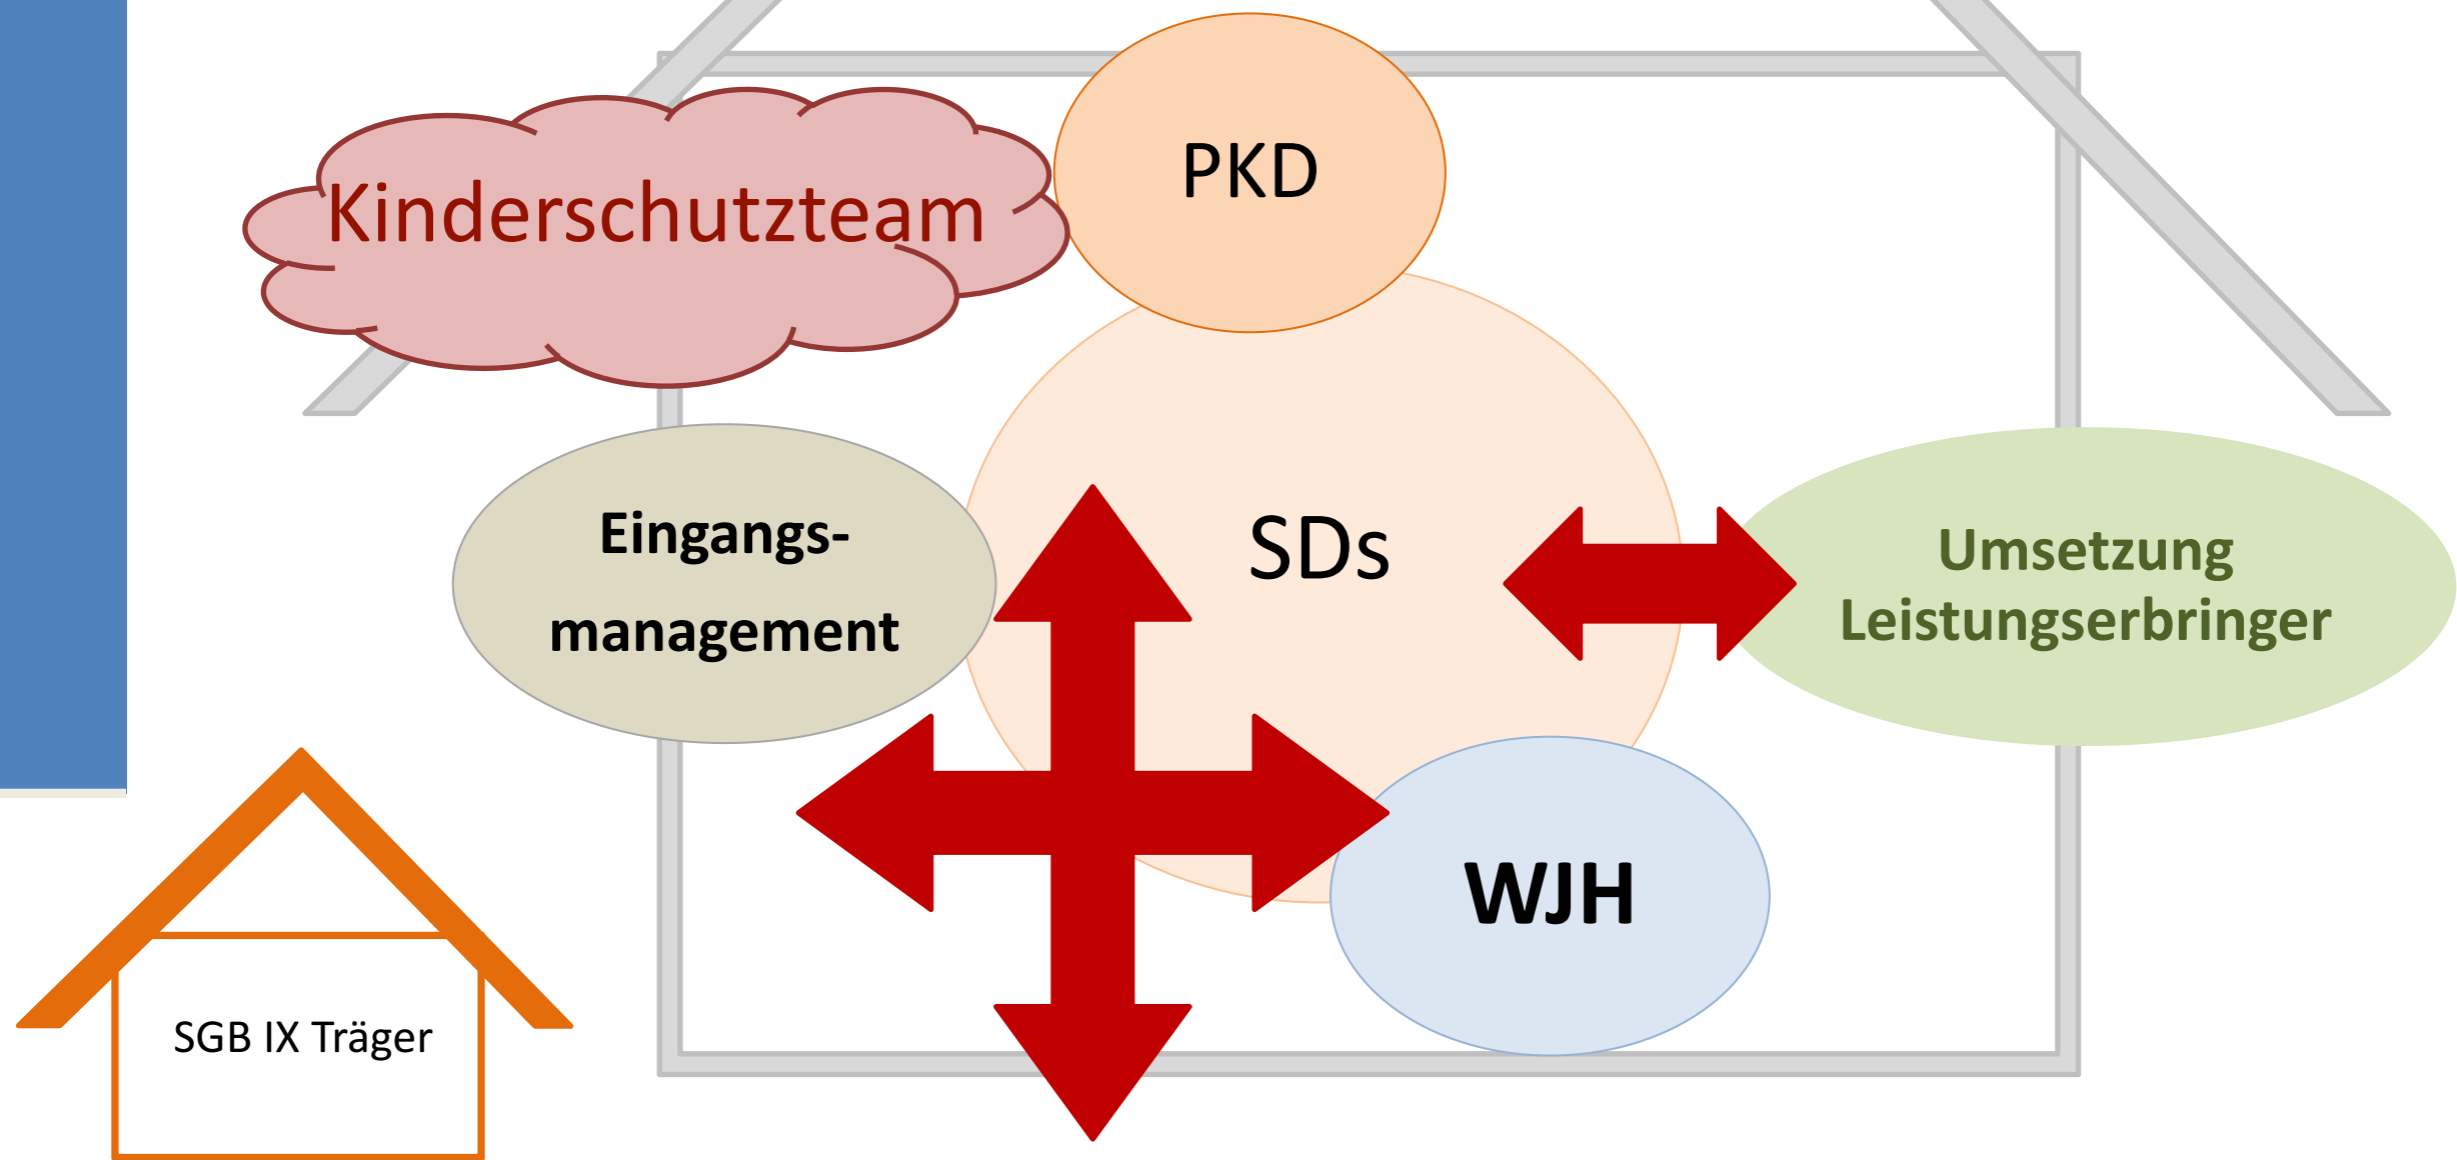 PKD
Kinderschutzteam
SDs
Eingangs-
management
Umsetzung
Leistungserbringer
WJH
SGB IX Träger